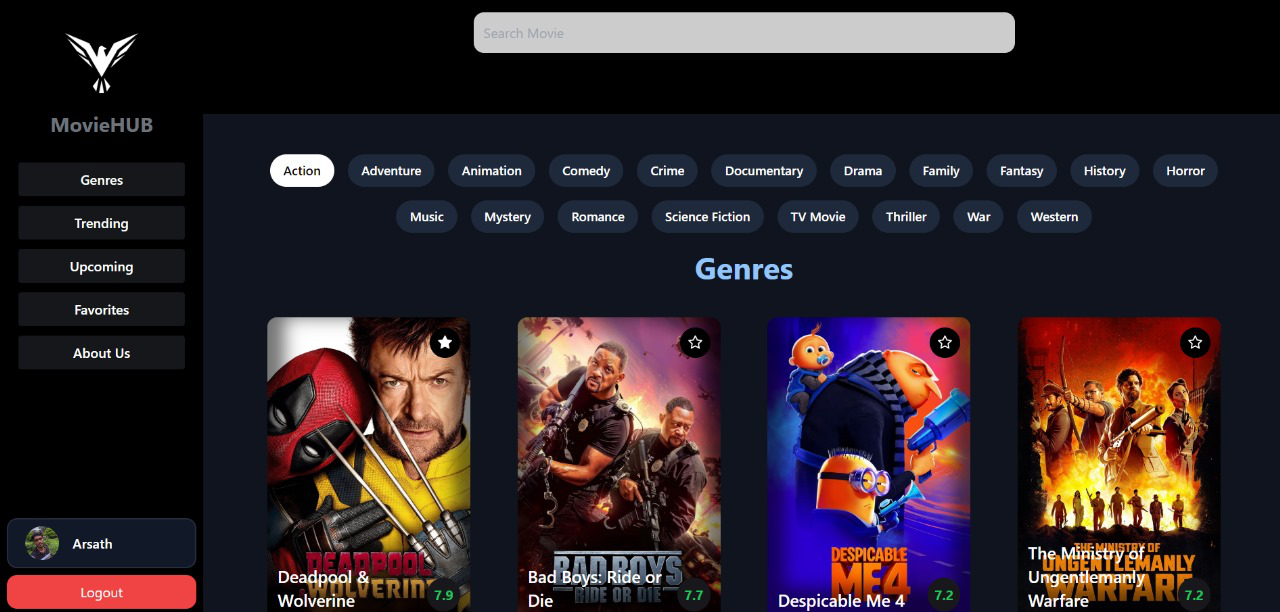 Search Movie
MovieHUB
Genres
Trending
Upcoming
Favorites
About Us
Arsath
Logout
Action Adventure Animation Comedy Crime Documentary Drama Family Fantasy History Horror
Music Mystery Romance Science Fiction TV Movie Thriller War Western
Genres
DEADPOOL
& WOLVERINE
Deadpool &
Wolverine
7.9
BAD BOYS
RIDE OR DIE
Bad Boys: Ride or
Die
7.7
DESPICABLE
ME 4
Despicable Me 4
7.2
THE MINISTRY OF
UNGENTLEMANLY
WARFARE
The Ministry of
Ungentlemanly
Warfare
7.2